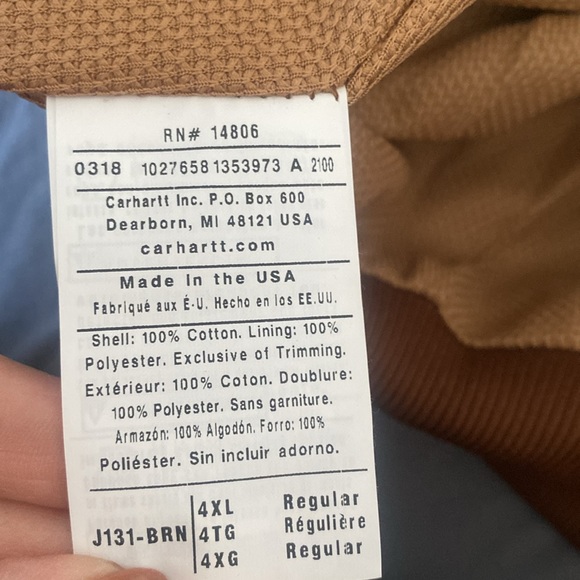 RN# 14806
0318 1027658 1353973 A 2100
Carhartt Inc. P.O. Box 600
Dearborn, MI 48121 USA
carhartt.com
Made In the USA
Fabriqué aux É-U. Hecho en los EE.UU.
Shell: 100% Cotton. Lining: 100%
Polyester. Exclusive of Trimming.
Extérieur: 100% Coton. Doublure:
100% Polyester. Sans garniture.
Armazón: 100% Algodón. Forro: 100%
Poliéster. Sin incluir adorno.
4XL Regular
J131-BRN 4TG Régulière
4XG Regular